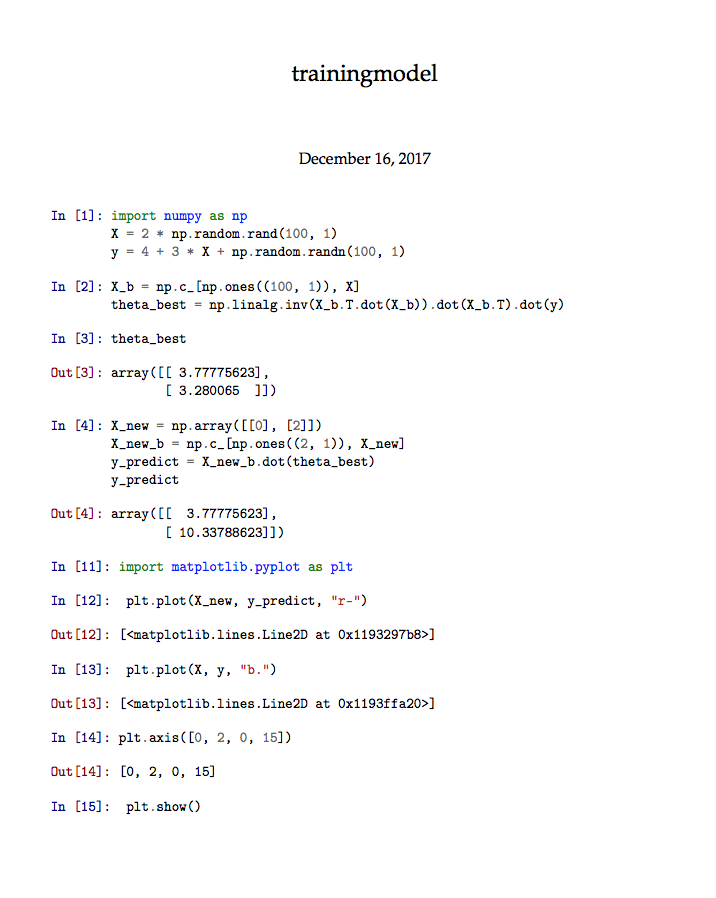 trainingmodel
December 16, 2017
In [1]: import numpy as np
        X = 2 * np.random.rand(100, 1)
        y = 4 + 3 * X + np.random.randn(100, 1)
In [2]: X_b = np.c_[np.ones((100, 1)), X]
        theta_best = np.linalg.inv(X_b.T.dot(X_b)).dot(X_b.T).dot(y)
In [3]: theta_best
Out[3]: array([[ 3.77775623],
               [ 3.280065  ]])
In [4]: X_new = np.array([[0], [2]])
        X_new_b = np.c_[np.ones((2, 1)), X_new]
        y_predict = X_new_b.dot(theta_best)
        y_predict
Out[4]: array([[  3.77775623],
               [ 10.33788623]])
In [11]: import matplotlib.pyplot as plt
In [12]:  plt.plot(X_new, y_predict, "r-")
Out[12]: [<matplotlib.lines.Line2D at 0x1193297b8>]
In [13]:  plt.plot(X, y, "b.")
Out[13]: [<matplotlib.lines.Line2D at 0x1193ffa20>]
In [14]: plt.axis([0, 2, 0, 15])
Out[14]: [0, 2, 0, 15]
In [15]:  plt.show()